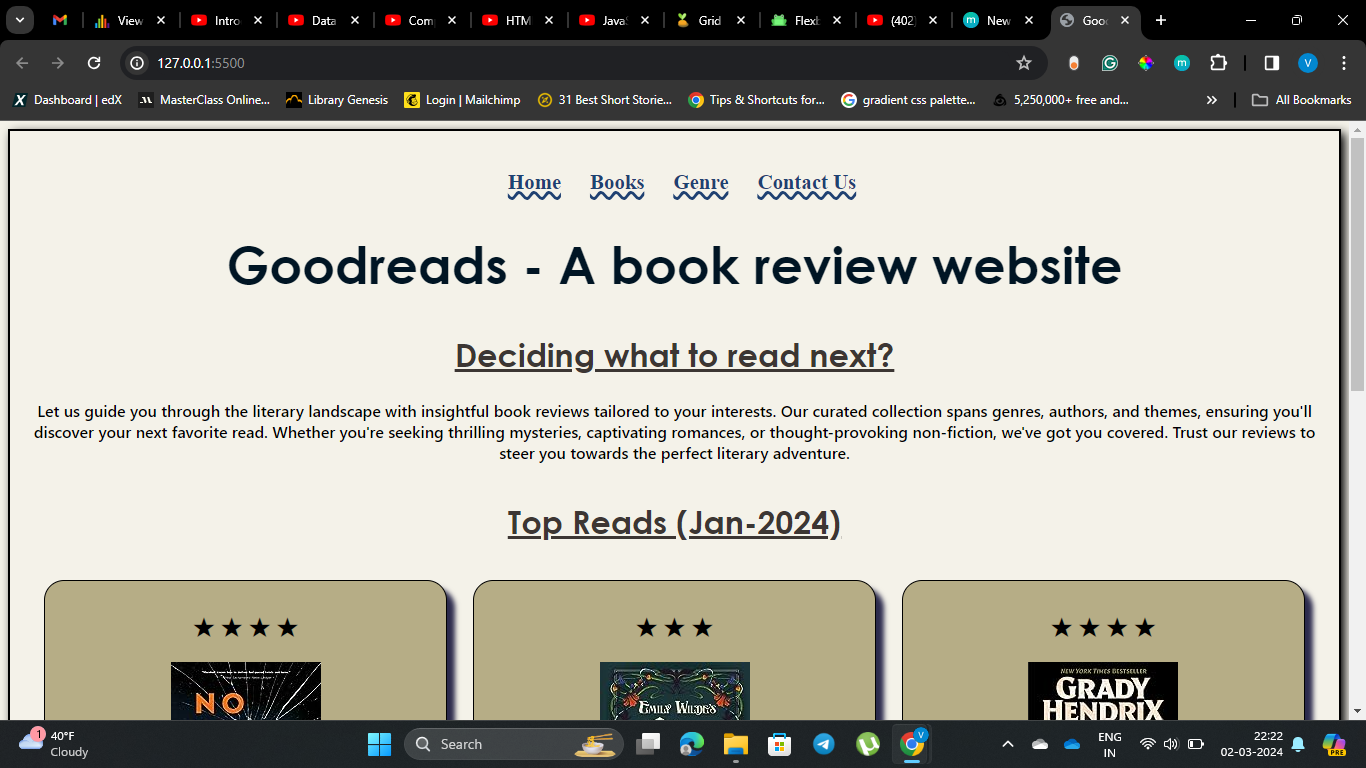 View
Intro
Data
Com
HTM
Java
Grid
Flexb
(402)
New
Good
127.0.0.1:5500
Dashboard | edX
MasterClass Online...
Library Genesis
Login | Mailchimp
31 Best Short Storie...
Tips & Shortcuts for...
gradient css palette...
5,250,000+ free and...
»
All Bookmarks
Home Books Genre Contact Us
Goodreads - A book review website
Deciding what to read next?
Let us guide you through the literary landscape with insightful book reviews tailored to your interests. Our curated collection spans genres, authors, and themes, ensuring you'll
discover your next favorite read. Whether you're seeking thrilling mysteries, captivating romances, or thought-provoking non-fiction, we've got you covered. Trust our reviews to
steer you towards the perfect literary adventure.
Top Reads (Jan-2024)
★ ★ ★ ★
★ ★ ★
★ ★ ★ ★
NO
EMILY WILDE'S
NEW YORK TIMES BESTSELLER
GRADY
HENDRIX
1
40°F
Cloudy
Search
ENG
IN
22:22
02-03-2024
PRE